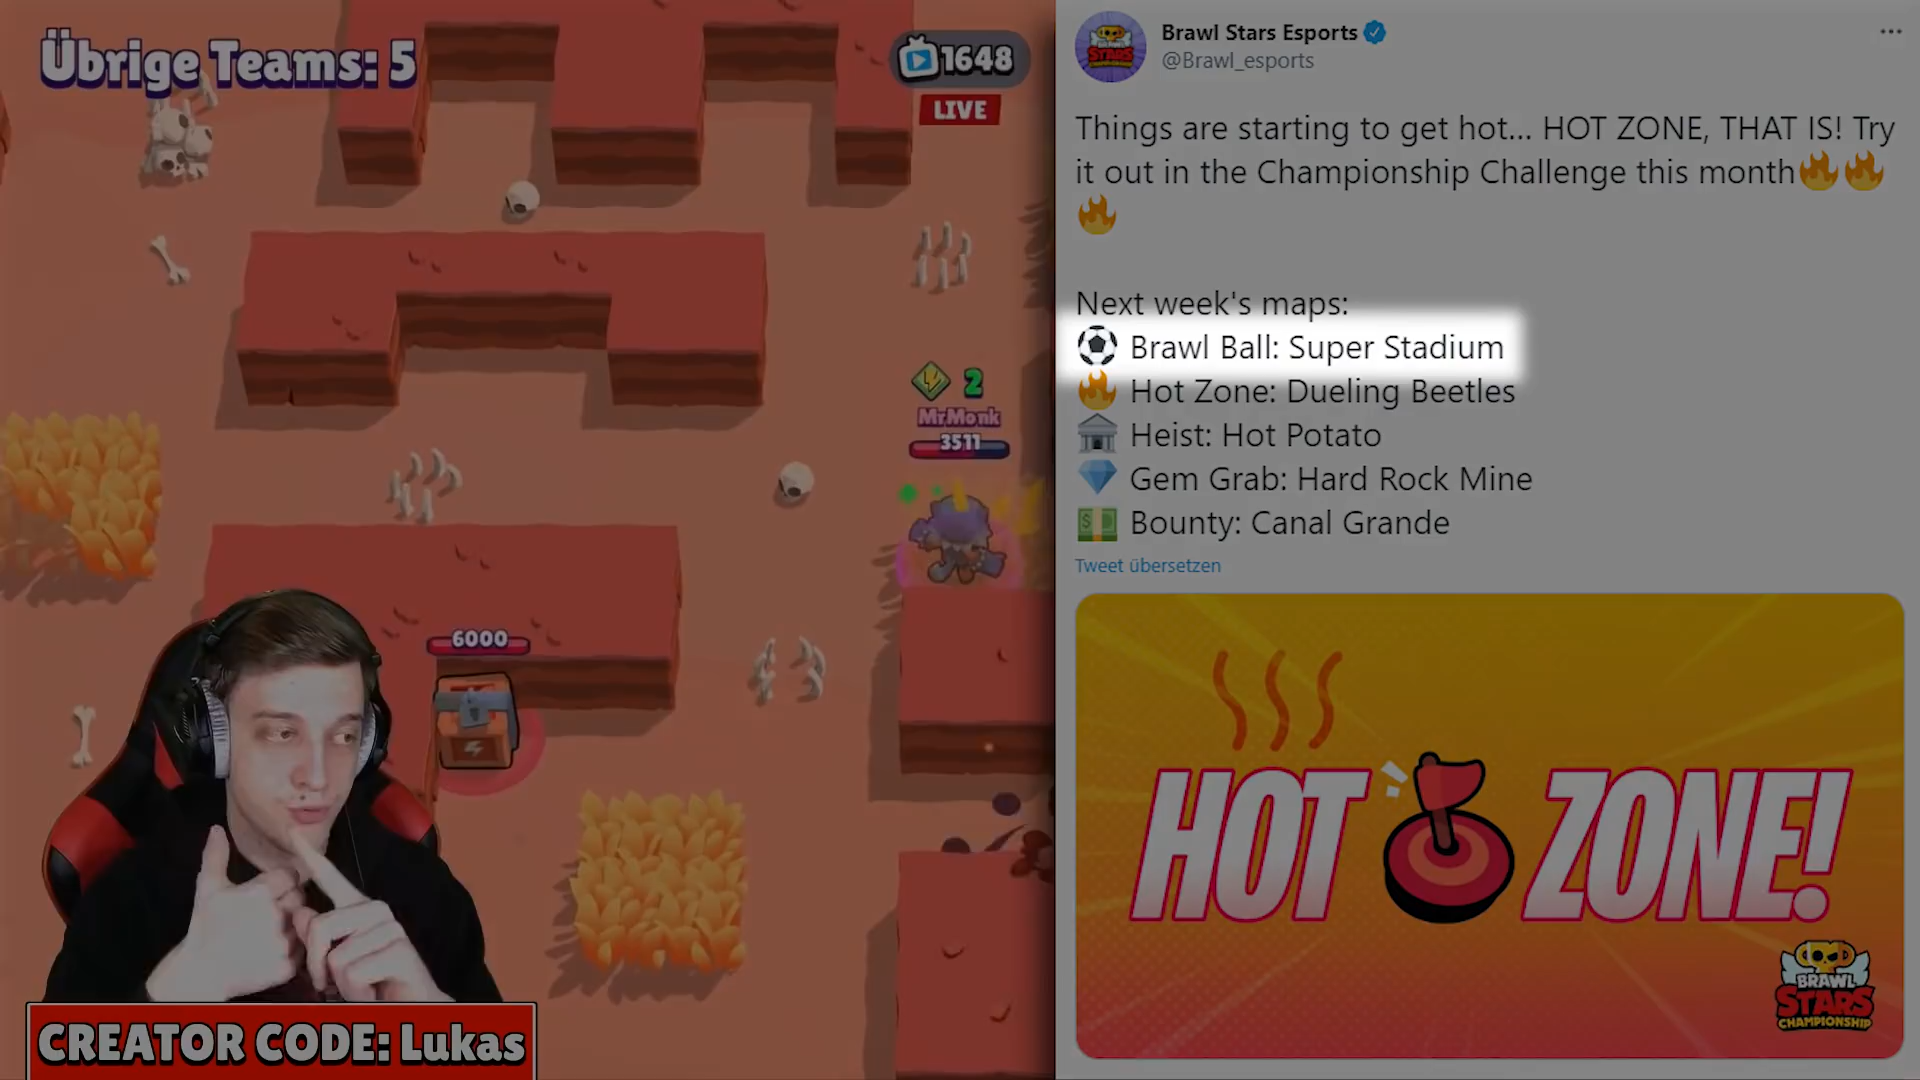 Übrige Teams: 5
1648
LIVE
2
MrMonk
3511
6000
CREATOR CODE: Lukas
Brawl Stars Esports
@Brawl_esports
Things are starting to get hot... HOT ZONE, THAT IS! Try
it out in the Championship Challenge this month🔥🔥
🔥
Next week's maps:
⚽ Brawl Ball: Super Stadium
🔥 Hot Zone: Dueling Beetles
🏛 Heist: Hot Potato
💎 Gem Grab: Hard Rock Mine
💵 Bounty: Canal Grande
Tweet übersetzen
HOT ZONE!
BRAWL
STARS
CHAMPIONSHIP